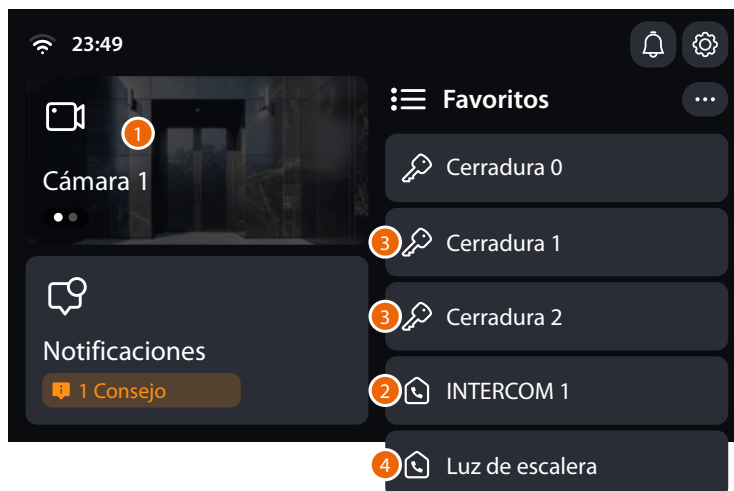 23:49
1
Cámara 1
Notificaciones
1 Consejo
Favoritos
Cerradura 0
3 Cerradura 1
3 Cerradura 2
2 INTERCOM 1
4 Luz de escalera